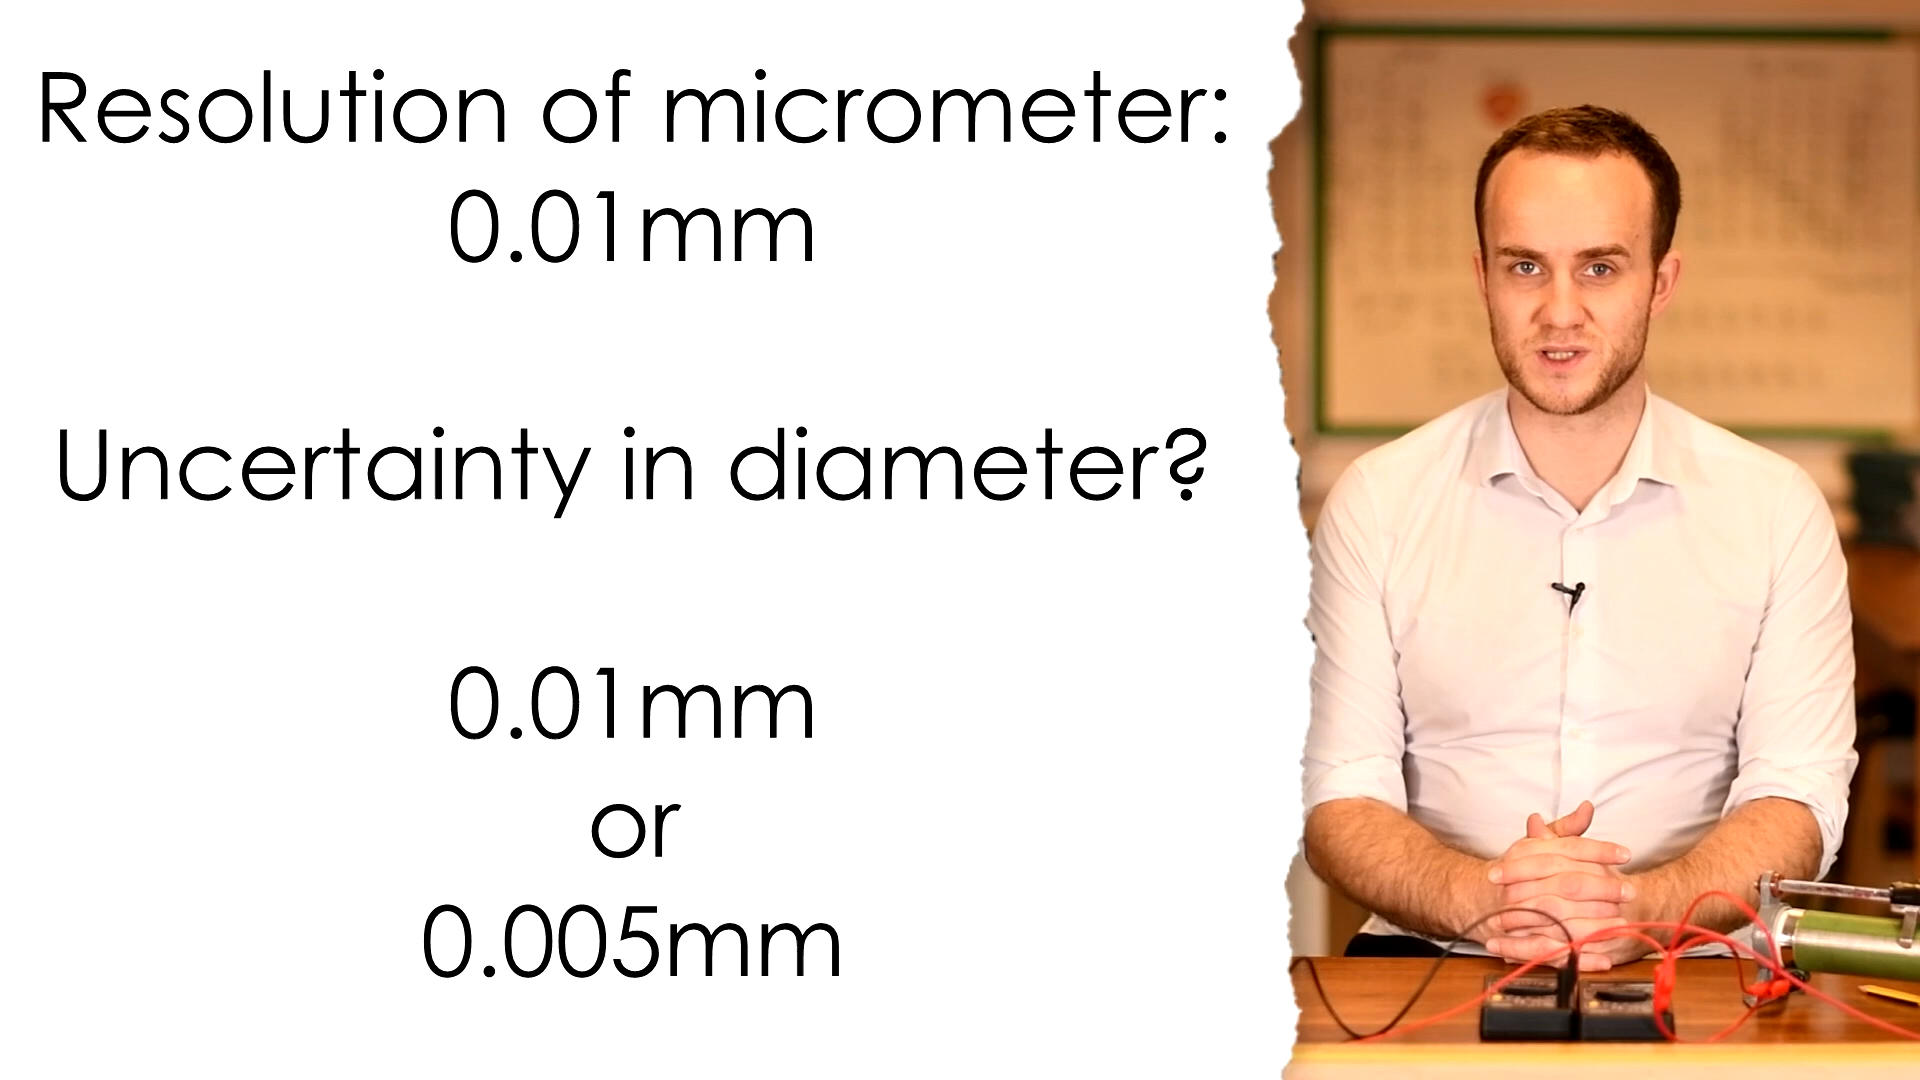 Resolution of micrometer:
0.01mm
Uncertainty in diameter?
0.01mm
or
0.005mm